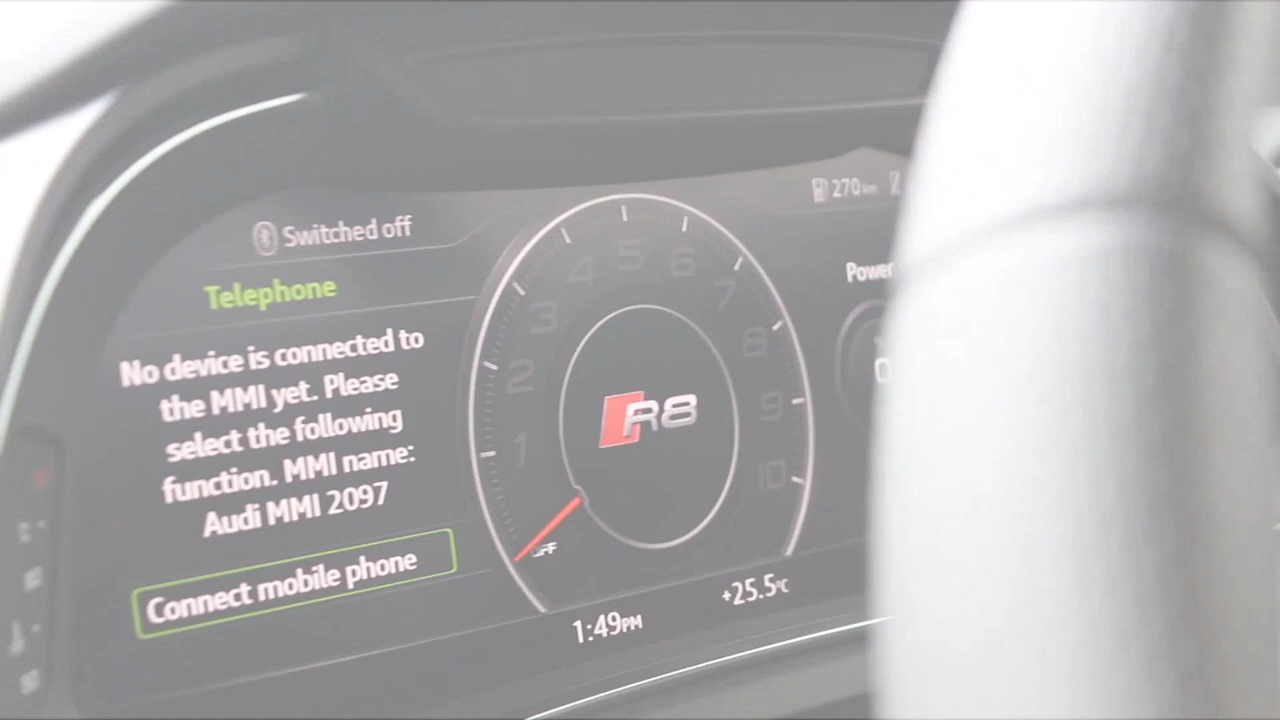 Switched off
270 km
Telephone
Power
No device is connected to
the MMI yet. Please
select the following
function. MMI name:
Audi MMI 2097
Connect mobile phone
1
2
3
4
5
6
7
8
9
10
R8
OFF
0
1:49PM
+25.5°C